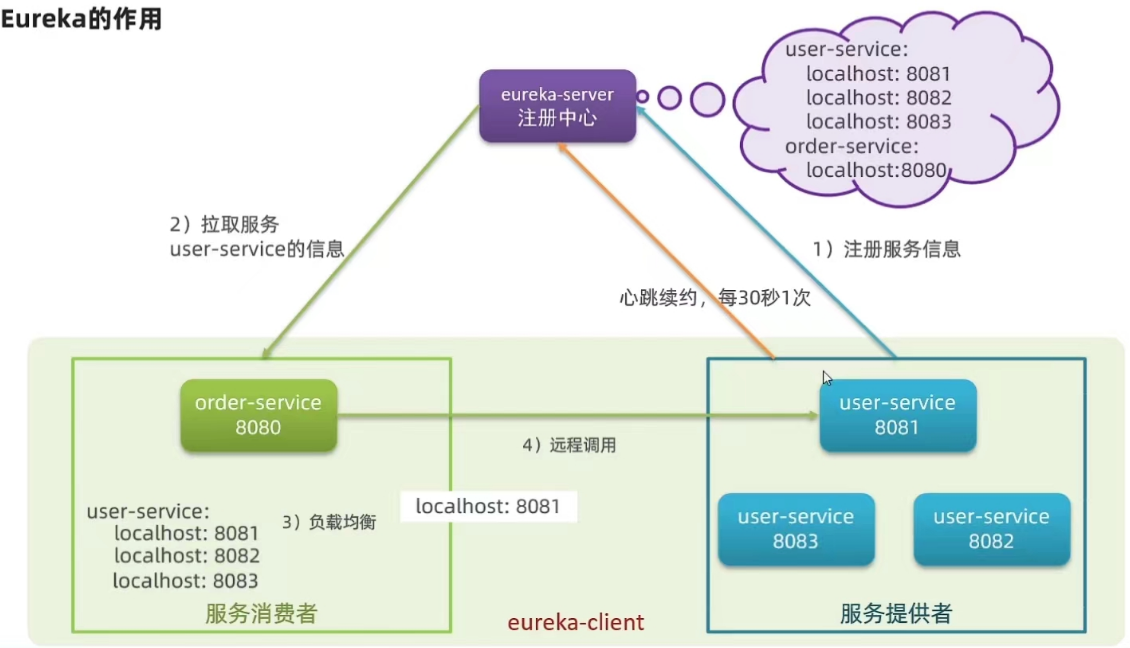 Eureka的作用
eureka-server
注册中心
user-service:
localhost: 8081
localhost: 8082
localhost: 8083
order-service:
localhost:8080
2）拉取服务
user-service的信息
1）注册服务信息
心跳续约，每30秒1次
order-service
8080
user-service
8081
4）远程调用
localhost: 8081
user-service:
localhost: 8081
localhost: 8082
localhost: 8083
3）负载均衡
user-service
8083
user-service
8082
服务消费者
eureka-client
服务提供者